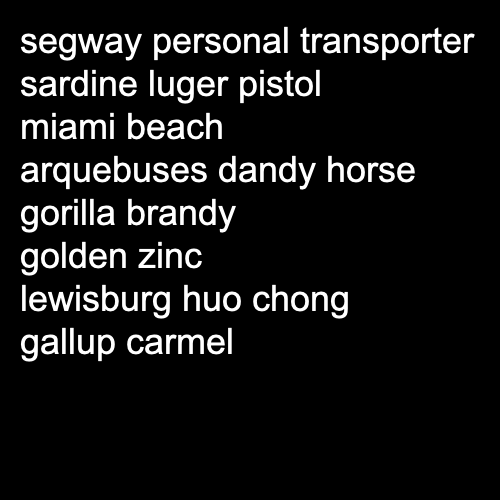 segway personal transporter
sardine luger pistol
miami beach
arquebuses dandy horse
gorilla brandy
golden zinc
lewisburg huo chong
gallup carmel